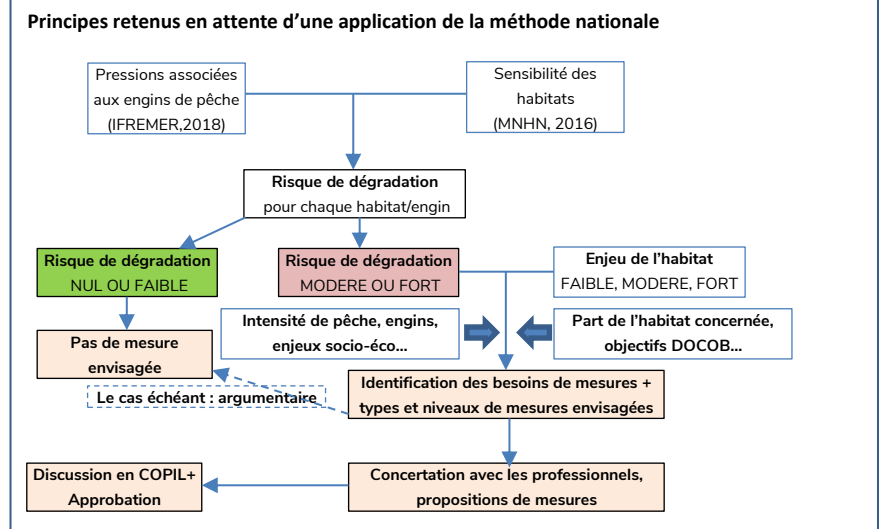 Principes retenus en attente d’une application de la méthode nationale
Pressions associées
aux engins de pêche
(IFREMER,2018)
Sensibilité des
habitats
(MNHN, 2016)
Risque de dégradation
pour chaque habitat/engin
Risque de dégradation
NUL OU FAIBLE
Risque de dégradation
MODERE OU FORT
Enjeu de l’habitat
FAIBLE, MODERE, FORT
Intensité de pêche, engins,
enjeux socio-éco...
Part de l’habitat concernée,
objectifs DOCOB...
Pas de mesure
envisagée
Le cas échéant : argumentaire
Identification des besoins de mesures +
types et niveaux de mesures envisagées
Discussion en COPIL+
Approbation
Concertation avec les professionnels,
propositions de mesures